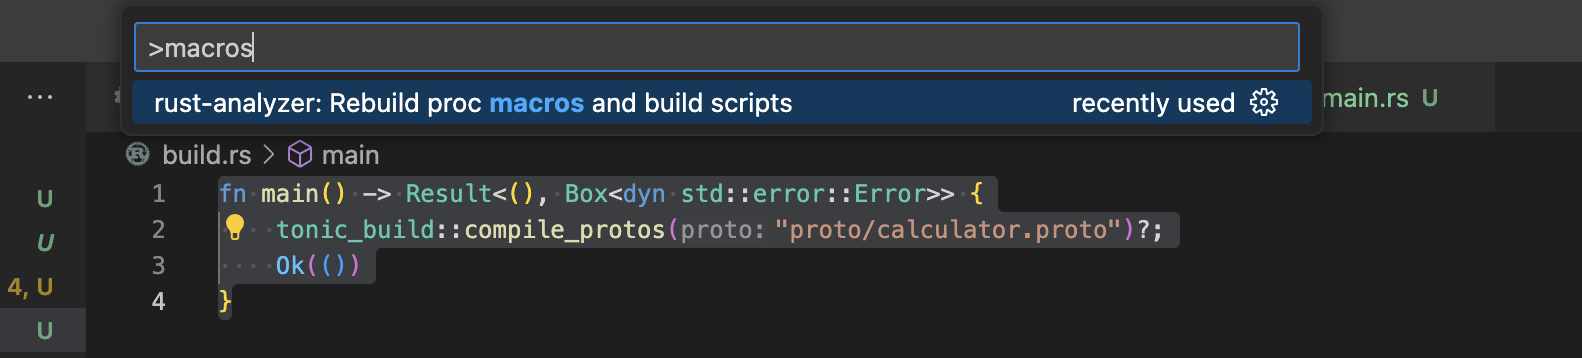 >macros
rust-analyzer: Rebuild proc macros and build scripts recently used
... main.rs U
build.rs > main
U 1 fn main() -> Result<(), Box<dyn std::error::Error>> {
U 2 tonic_build::compile_protos(proto: "proto/calculator.proto")?;
4, U 3 Ok(())
U 4 }